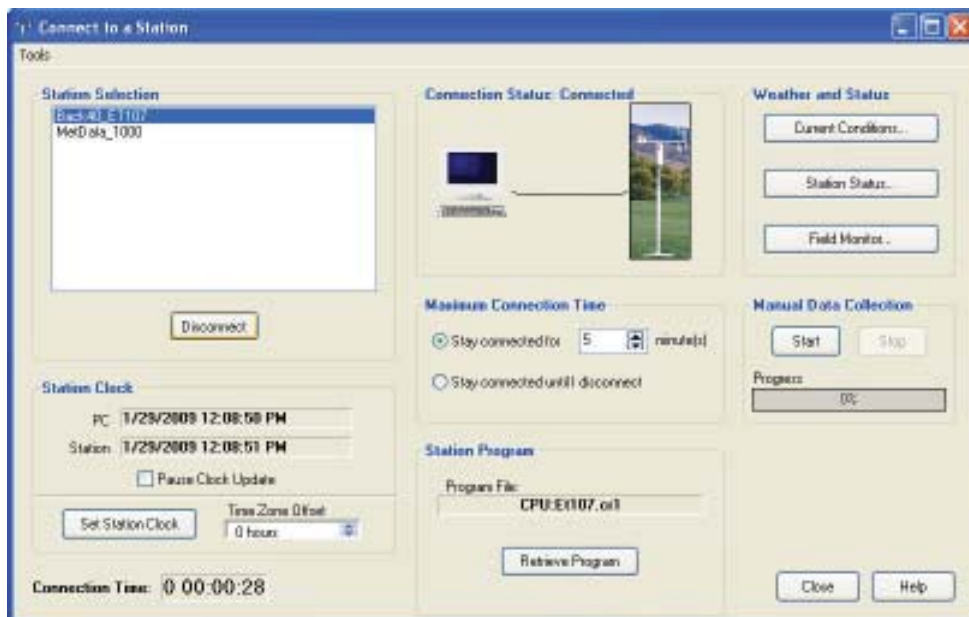 Connect to a Station
Tools
Station Selection
Back40_ET107
MetData_1000
Disconnect
Connection Status: Connected
Weather and Status
Current Conditions...
Station Status...
Field Monitor...
Maximum Connection Time
Stay connected for 5 minute(s)
Stay connected until I disconnect
Manual Data Collection
Start Stop
Progress
0%
Station Clock
PC 1/29/2009 12:08:50 PM
Station 1/29/2009 12:08:51 PM
Pause Clock Update
Set Station Clock
Time Zone Offset
0 hours
Station Program
Program File:
Retrieve Program
Connection Time: 0 00:00:28
Close Help